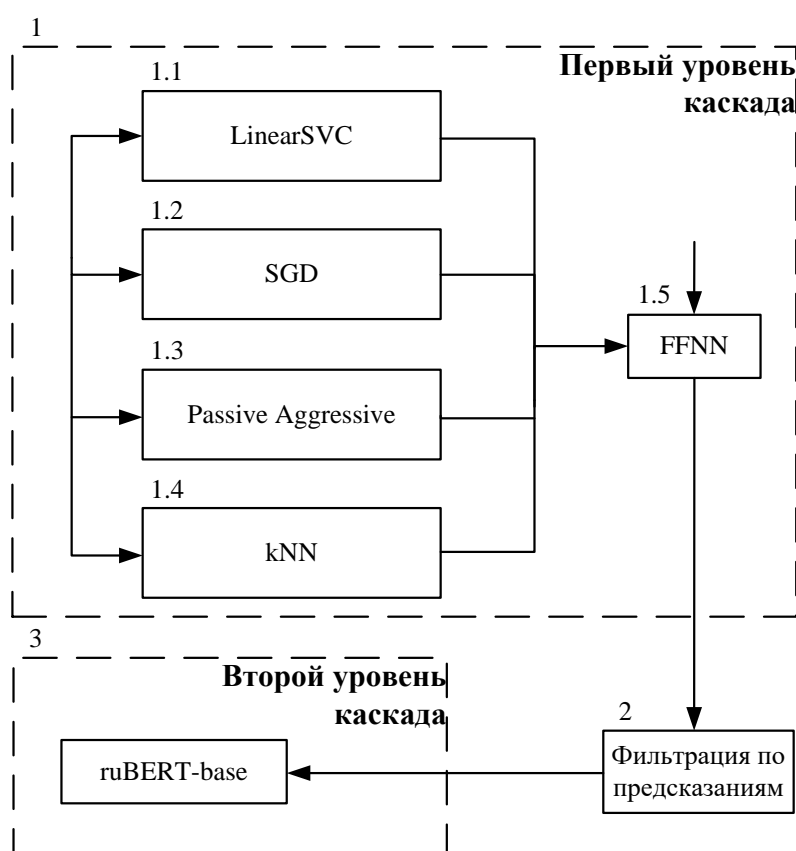 1
Первый уровень
каскада
1.1
LinearSVC
1.2
SGD
1.3
Passive Aggressive
1.4
kNN
1.5
FFNN
3
Второй уровень
каскада
ruBERT-base
2
Фильтрация по
предсказаниям